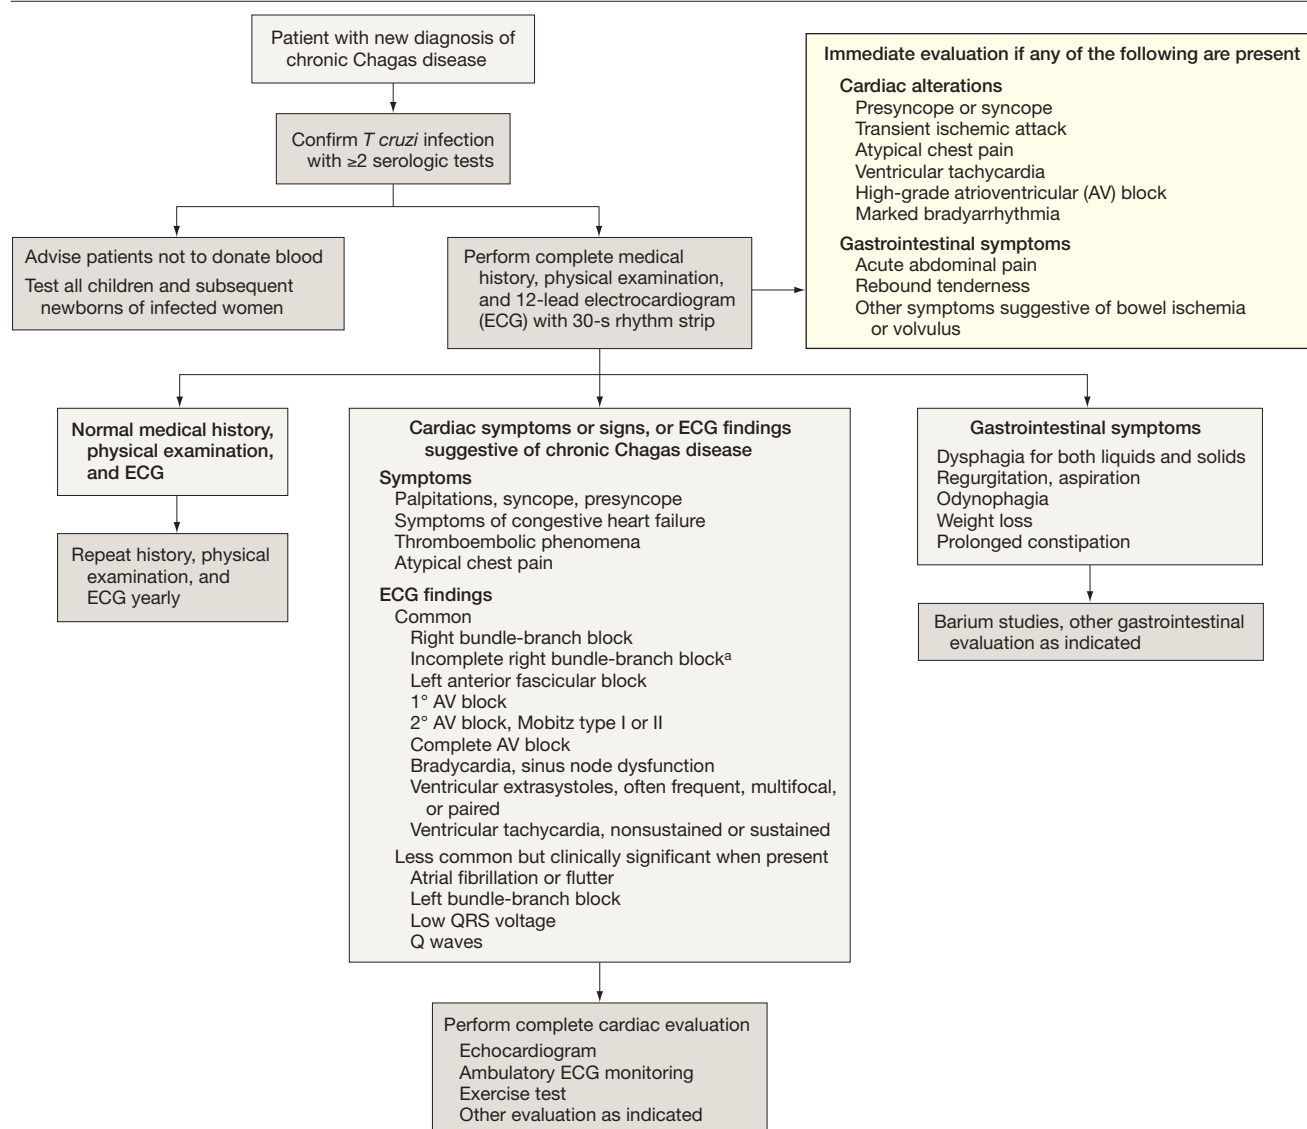 Patient with new diagnosis of
chronic Chagas disease
Confirm T cruzi infection
with ≥2 serologic tests
Advise patients not to donate blood
Test all children and subsequent
newborns of infected women
Perform complete medical
history, physical examination,
and 12-lead electrocardiogram
(ECG) with 30-s rhythm strip
Immediate evaluation if any of the following are present
Cardiac alterations
Presyncope or syncope
Transient ischemic attack
Atypical chest pain
Ventricular tachycardia
High-grade atrioventricular (AV) block
Marked bradyarrhythmia
Gastrointestinal symptoms
Acute abdominal pain
Rebound tenderness
Other symptoms suggestive of bowel ischemia
or volvulus
Normal medical history,
physical examination,
and ECG
Repeat history, physical
examination, and
ECG yearly
Cardiac symptoms or signs, or ECG findings
suggestive of chronic Chagas disease
Symptoms
Palpitations, syncope, presyncope
Symptoms of congestive heart failure
Thromboembolic phenomena
Atypical chest pain
ECG findings
Common
Right bundle-branch block
Incomplete right bundle-branch blockᵃ
Left anterior fascicular block
1° AV block
2° AV block, Mobitz type I or II
Complete AV block
Bradycardia, sinus node dysfunction
Ventricular extrasystoles, often frequent, multifocal,
or paired
Ventricular tachycardia, nonsustained or sustained
Less common but clinically significant when present
Atrial fibrillation or flutter
Left bundle-branch block
Low QRS voltage
Q waves
Perform complete cardiac evaluation
Echocardiogram
Ambulatory ECG monitoring
Exercise test
Other evaluation as indicated
Gastrointestinal symptoms
Dysphagia for both liquids and solids
Regurgitation, aspiration
Odynophagia
Weight loss
Prolonged constipation
Barium studies, other gastrointestinal
evaluation as indicated